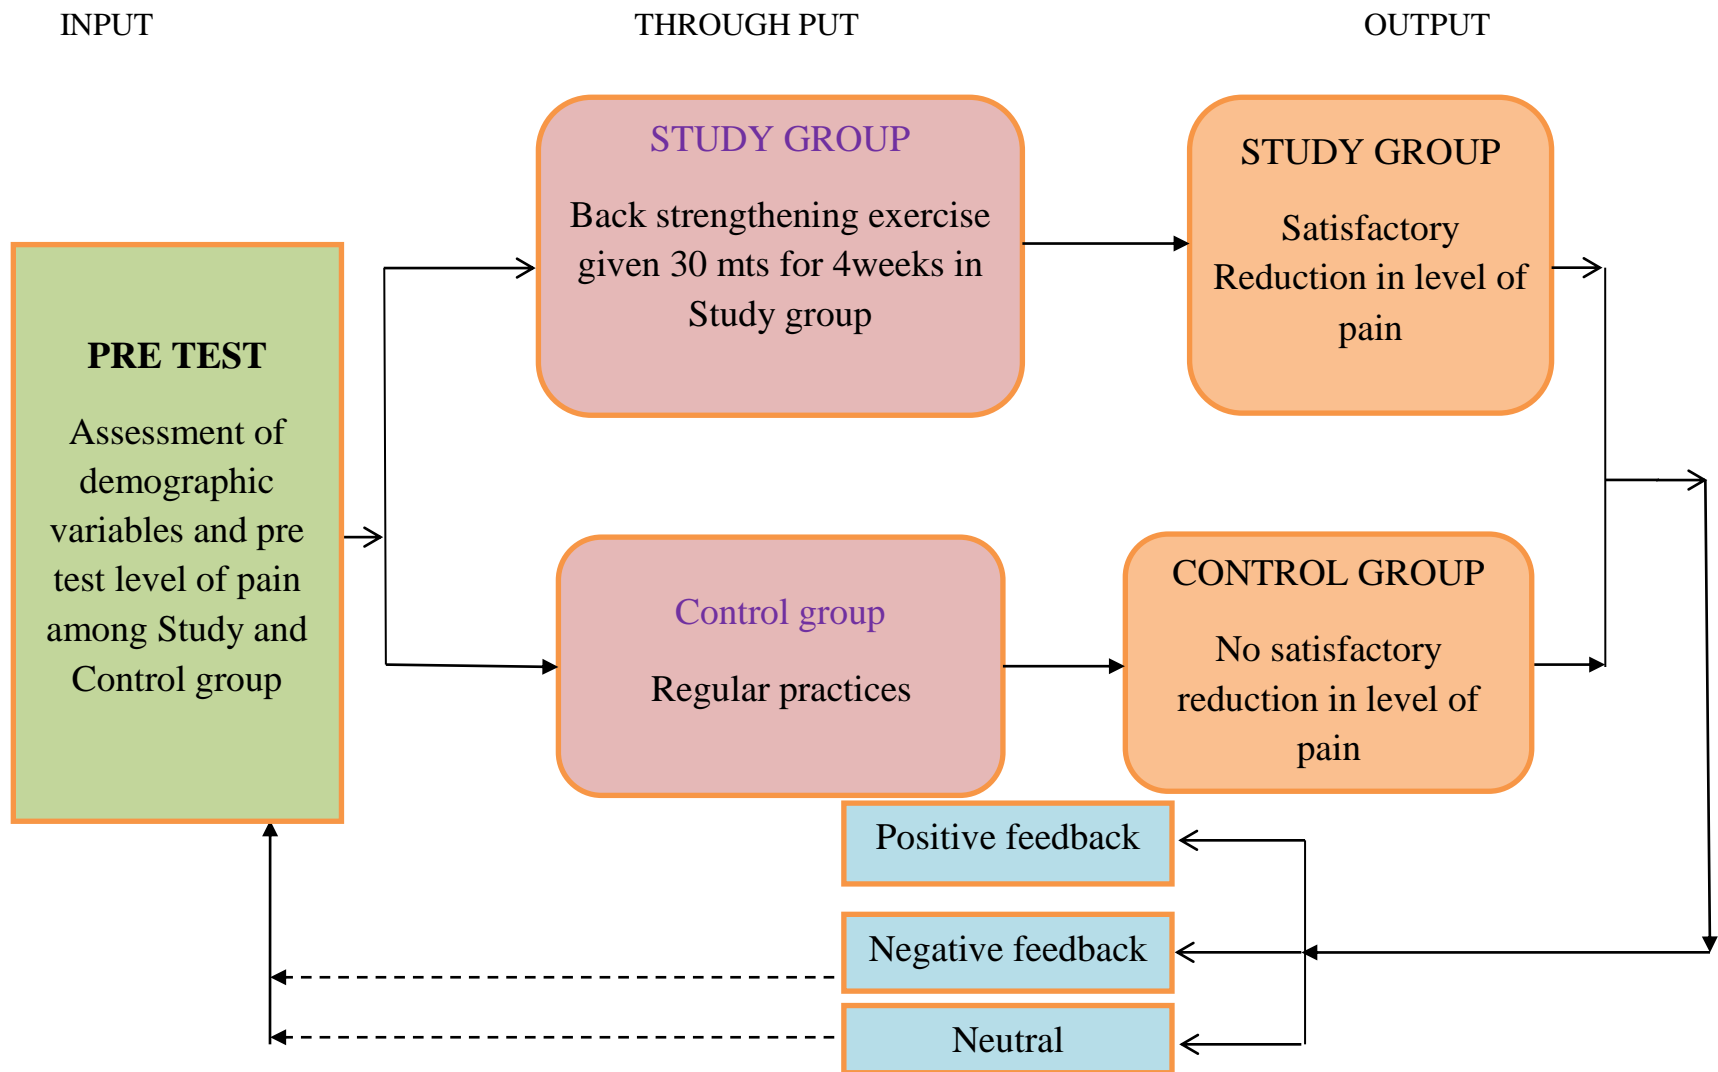 INPUT
THROUGH PUT
OUTPUT
PRE TEST
Assessment of
demographic
variables and pre
test level of pain
among Study and
Control group
STUDY GROUP
Back strengthening exercise
given 30 mts for 4weeks in
Study group
STUDY GROUP
Satisfactory
Reduction in level of
pain
Control group
Regular practices
CONTROL GROUP
No satisfactory
reduction in level of
pain
Positive feedback
Negative feedback
Neutral